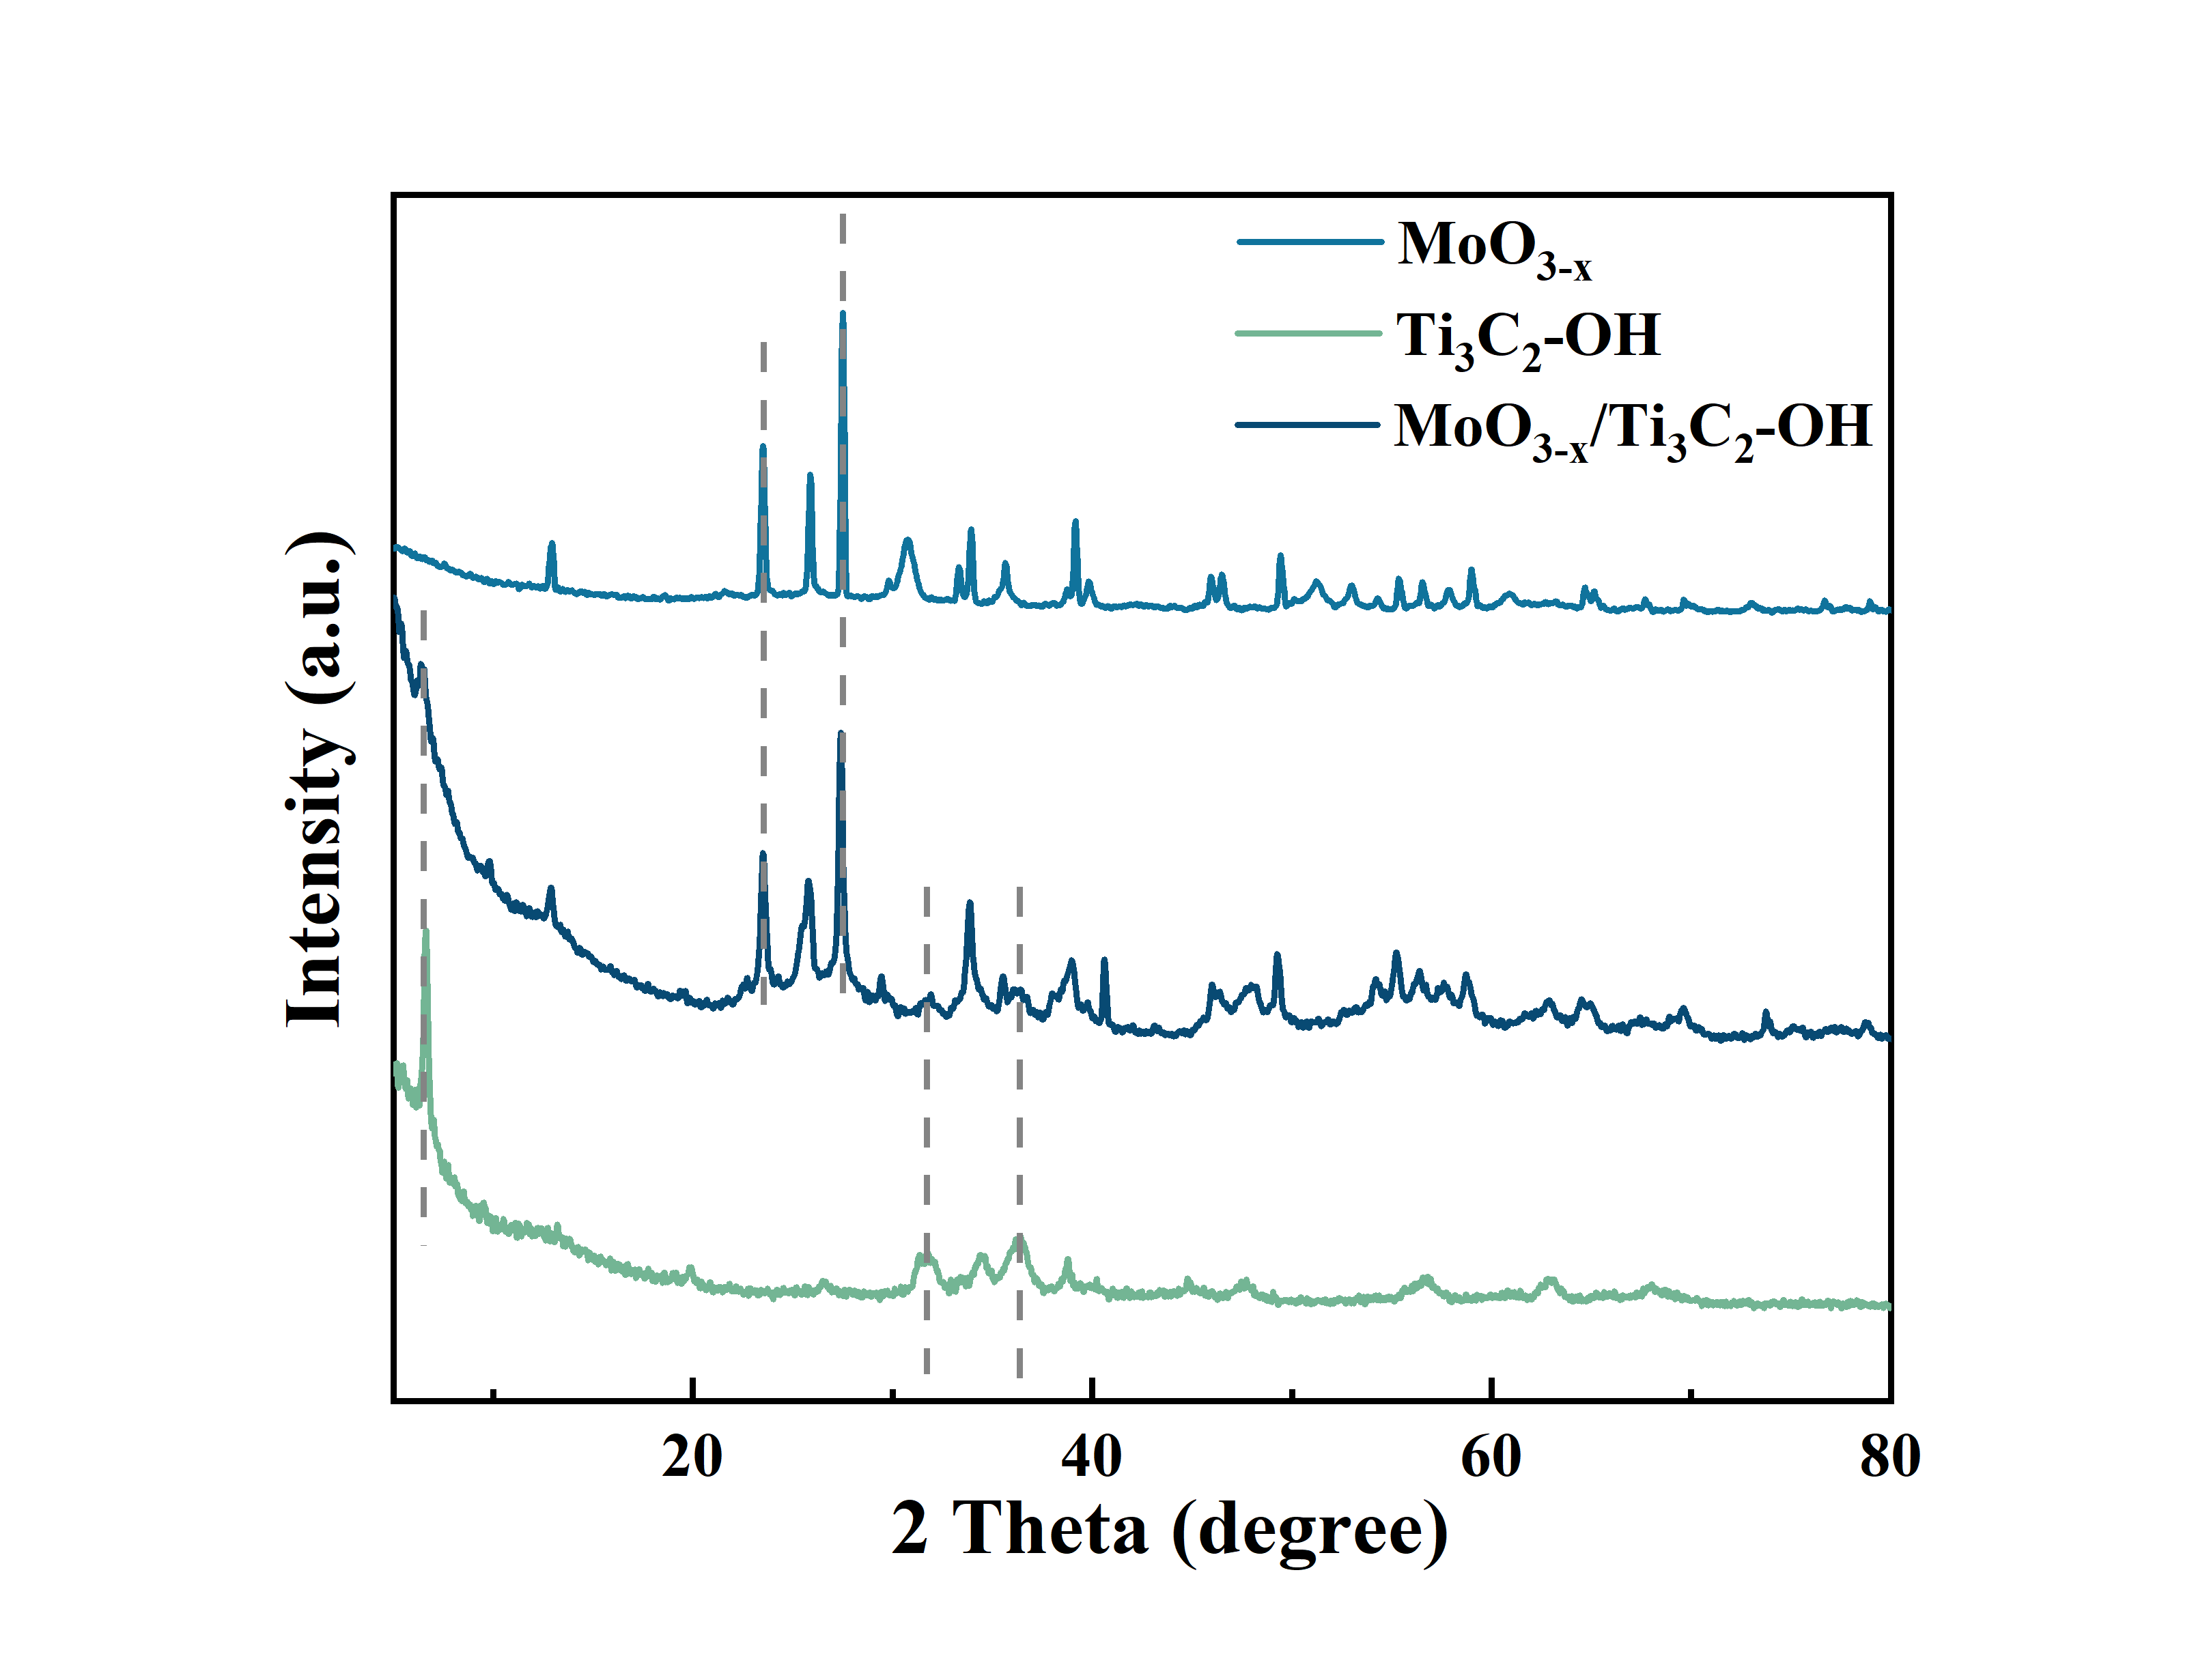 MoO3-x
Ti3C2-OH
MoO3-x/Ti3C2-OH
Intensity (a.u.)
20 40 60 80
2 Theta (degree)